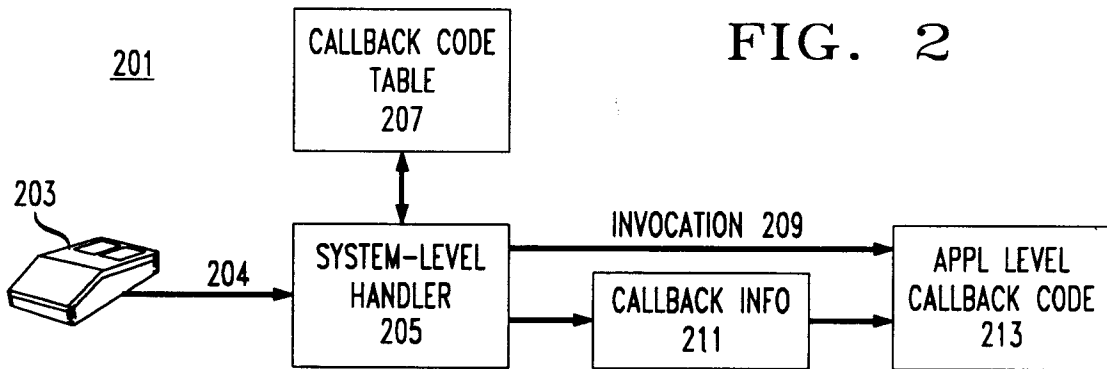 FIG. 2
201
CALLBACK CODE
TABLE
207
203
204
SYSTEM-LEVEL
HANDLER
205
INVOCATION 209
CALLBACK INFO
211
APPL LEVEL
CALLBACK CODE
213